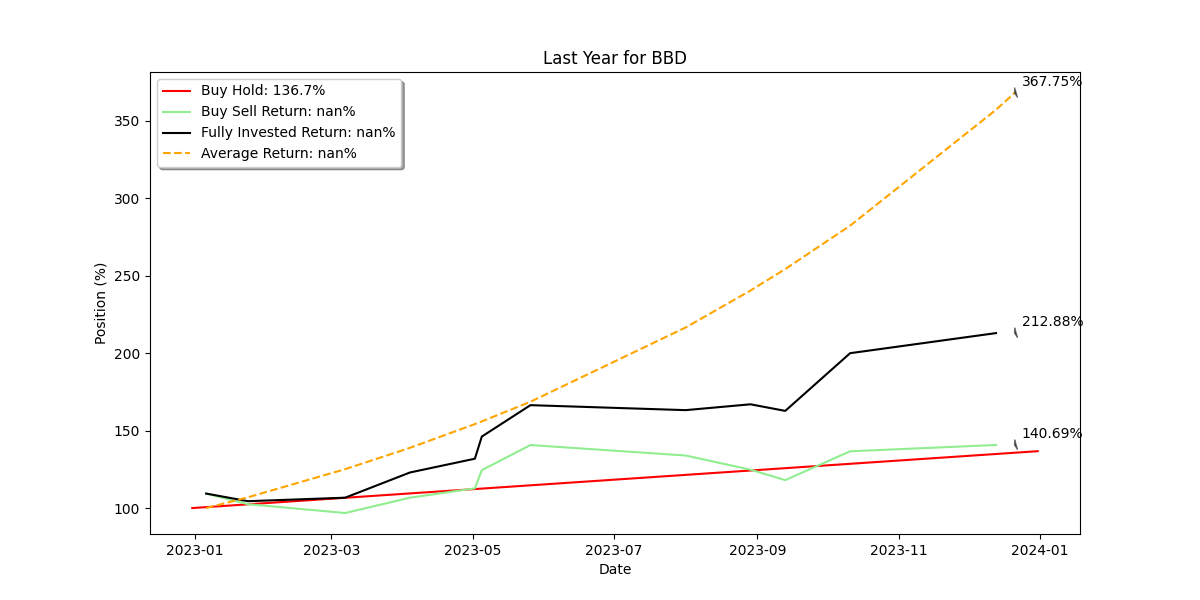 Last Year for BBD
367.75%
Buy Hold: 136.7%
Buy Sell Return: nan%
Fully Invested Return: nan%
Average Return: nan%
350
300
250
212.88%
200
150
140.69%
100
Position (%)
2023-01 2023-03 2023-05 2023-07 2023-09 2023-11 2024-01
Date